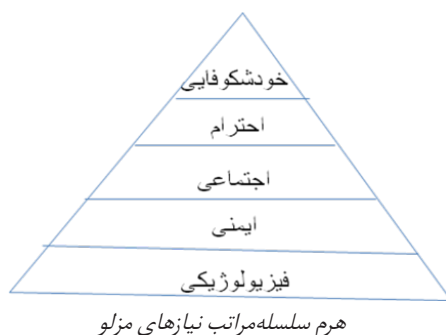 خودشکوفایی
احترام
اجتماعی
ایمنی
فیزیولوژیکی
هرم سلسله‌مراتب نیازهای مزلو